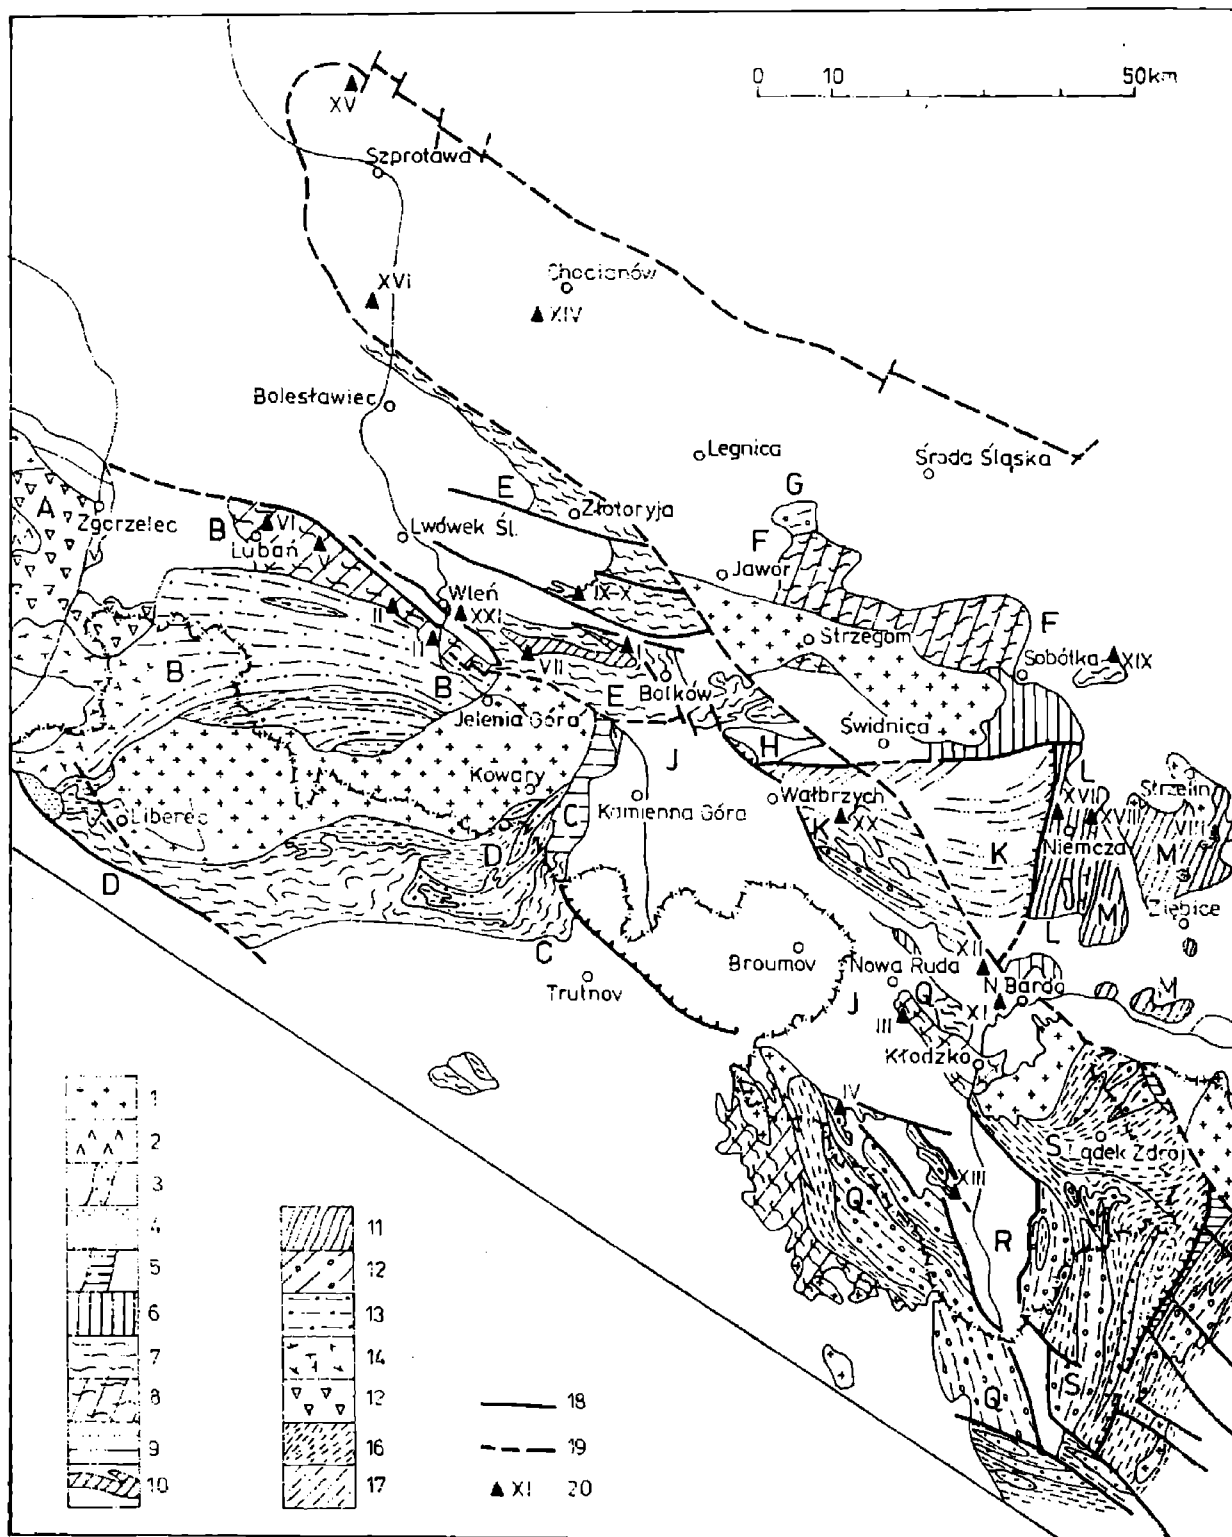 0 10 50km
XV
Szprotawa
XVI
Chocianów
XIV
Bolesławiec
Legnica
Środa Śląska
E
G
A
Zgorzelec
B
VI
Lubań
V
Lwówek Śl.
Złotoryja
F
Jawor
Wleń
XXI
IX-X
II
II
Strzegom
F
Sobótka
XIX
B
B
VII
I
E
Bolków
Jelenia Góra
J
H
Świdnica
L
Kowary
Kamienna Góra
Wałbrzych
XX
K
K
XVII
XVIII
Niemcza
Strzelin
VIII
M
Liberec
D
D
C
C
M
Ziębice
L
Trutnov
Broumov
Nowa Ruda
XII
N
Bardo
M
J
Q
III
XI
Kłodzko
IV
S
Lądek Zdrój
Q
XIII
R
Q
S
1
2
3
4
5
6
7
8
9
10
11
12
13
14
15
16
17
18
19
XI 20